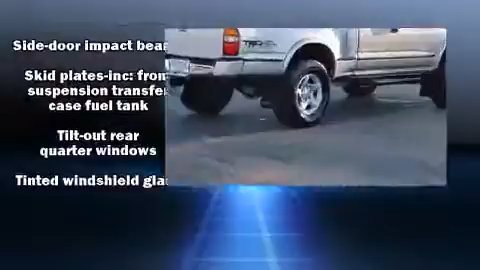 Side-door impact bea
Skid plates-inc: fron
suspension transfer
case fuel tank
Tilt-out rear
quarter windows
Tinted windshield gla